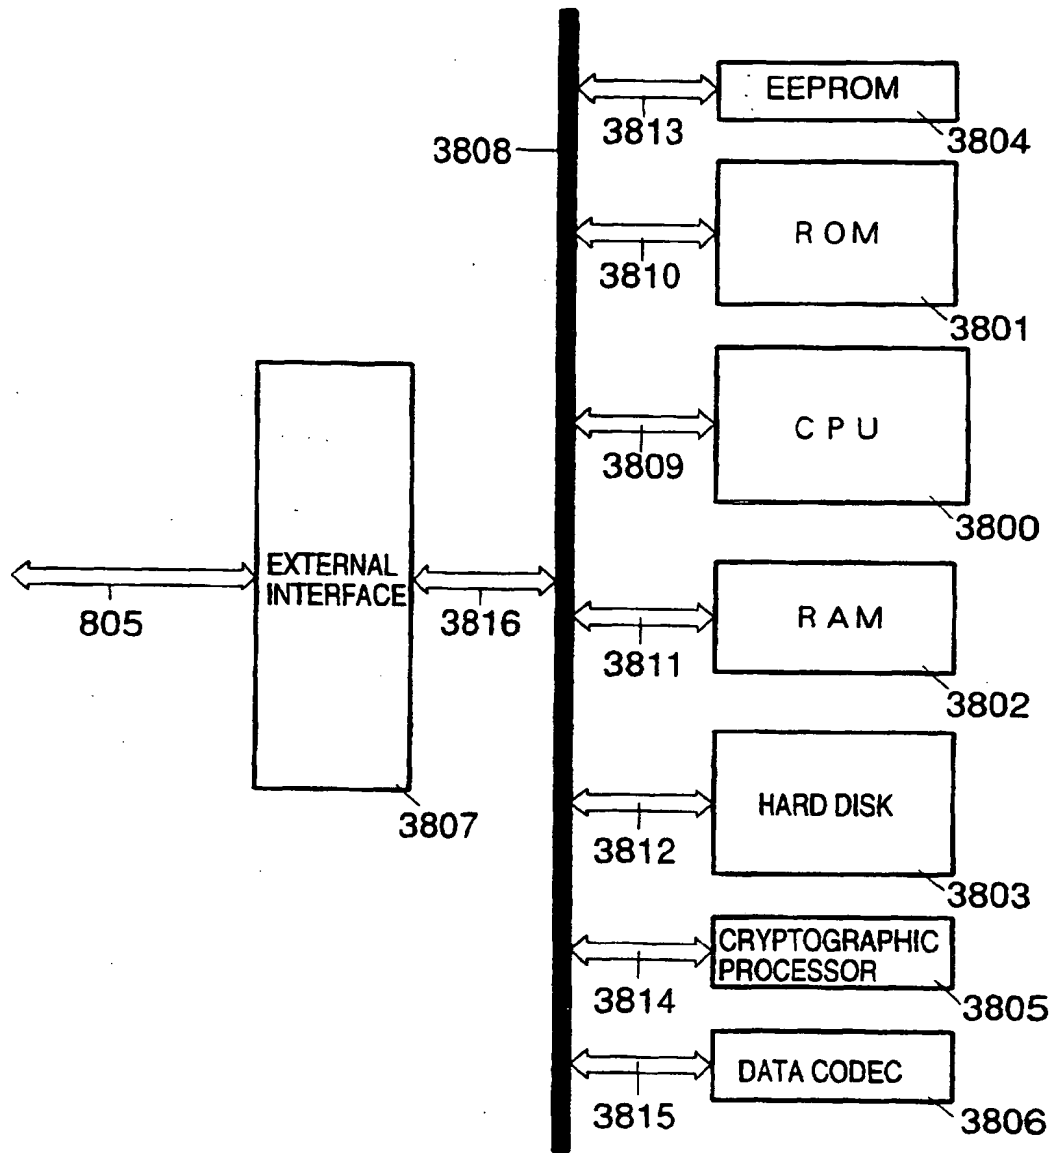 EEPROM
3813
3804
3808
ROM
3810
3801
CPU
3809
3800
EXTERNAL
INTERFACE
805
3816
RAM
3811
3802
3807
HARD DISK
3812
3803
CRYPTOGRAPHIC
PROCESSOR
3814
3805
DATA CODEC
3815
3806